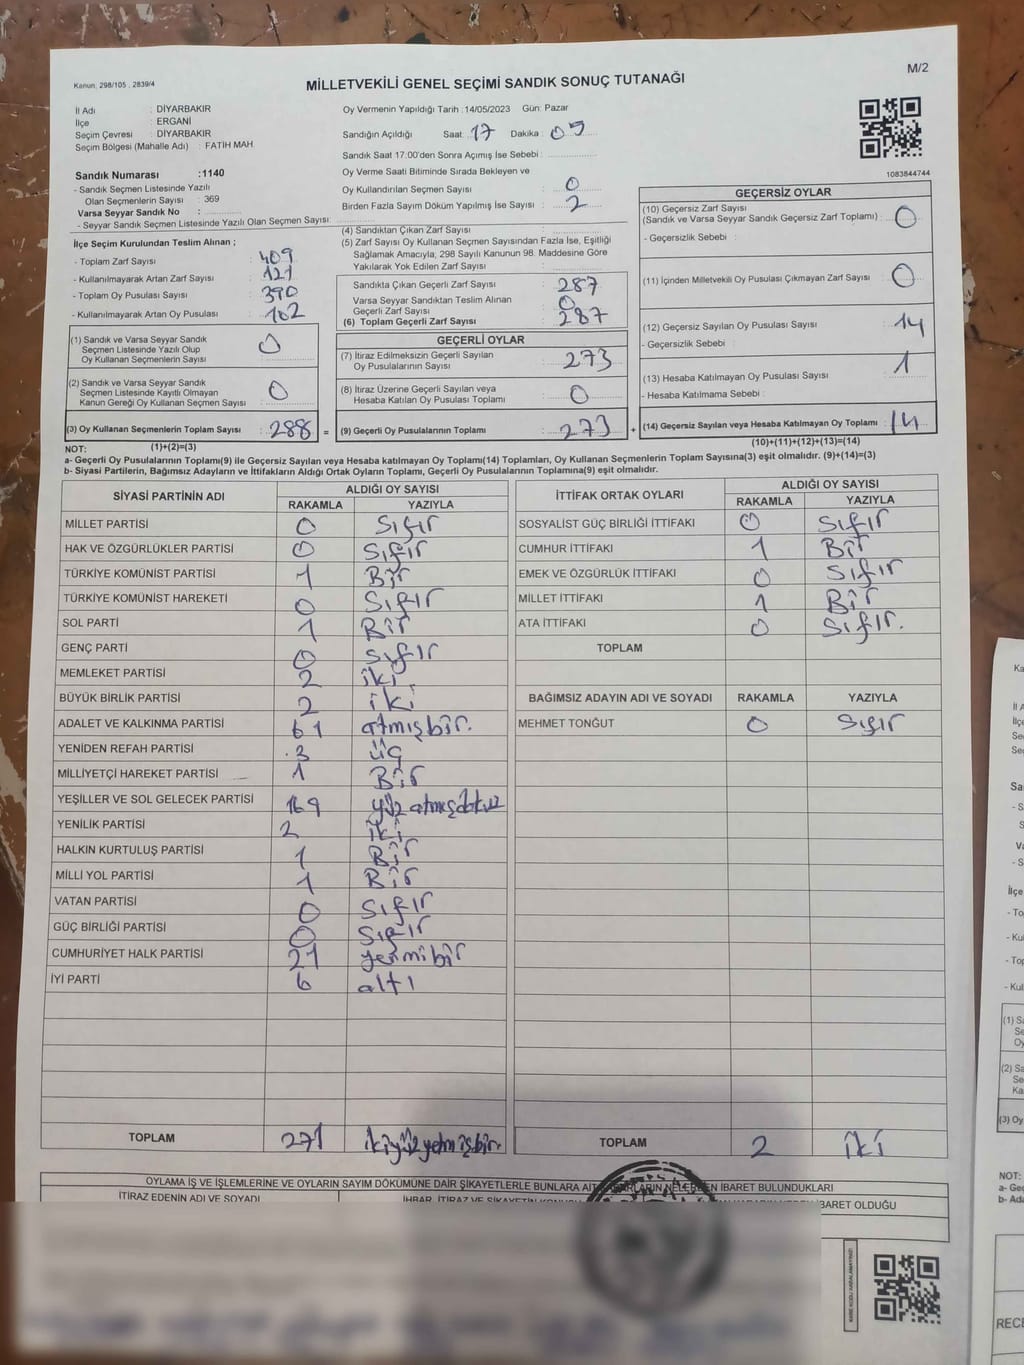 M/2
Kanun, 298/105 , 2839/4
MİLLETVEKİLİ GENEL SEÇİMİ SANDIK SONUÇ TUTANAĞI
İl Adı : DİYARBAKIR
İlçe : ERGANİ
Seçim Çevresi : DİYARBAKIR
Seçim Bölgesi (Mahalle Adı) : FATİH MAH.
Oy Vermenin Yapıldığı Tarih : 14/05/2023 Gün: Pazar
Sandığın Açıldığı Saat : 17 Dakika : 05
Sandık Saat 17:00'den Sonra Açımış İse Sebebi :
Oy Verme Saati Bitiminde Sırada Bekleyen ve
Oy Kullandırılan Seçmen Sayısı : 0
Birden Fazla Sayım Döküm Yapılmış İse Sayısı : 2
1083844744
Sandık Numarası :1140
- Sandık Seçmen Listesinde Yazılı
Olan Seçmenlerin Sayısı : 369
Varsa Seyyar Sandık No :
- Seyyar Sandık Seçmen Listesinde Yazılı Olan Seçmen Sayısı:
İlçe Seçim Kurulundan Teslim Alınan ;
- Toplam Zarf Sayısı : 409
- Kullanılmayarak Artan Zarf Sayısı : 121
- Toplam Oy Pusulası Sayısı : 390
- Kullanılmayarak Artan Oy Pusulası : 102
(1) Sandık ve Varsa Seyyar Sandık
Seçmen Listesinde Yazılı Olup
Oy Kullanan Seçmenlerin Sayısı : 0
(2) Sandık ve Varsa Seyyar Sandık
Seçmen Listesinde Kayıtlı Olmayan
Kanun Gereği Oy Kullanan Seçmen Sayısı : 0
(3) Oy Kullanan Seçmenlerin Toplam Sayısı : 288 =
(4) Sandıktan Çıkan Zarf Sayısı :
(5) Zarf Sayısı Oy Kullanan Seçmen Sayısından Fazla İse, Eşitliği
Sağlamak Amacıyla, 298 Sayılı Kanunun 98. Maddesine Göre
Yakılarak Yok Edilen Zarf Sayısı :
Sandıkta Çıkan Geçerli Zarf Sayısı : 287
Varsa Seyyar Sandıktan Teslim Alınan
Geçerli Zarf Sayısı : 0
(6) Toplam Geçerli Zarf Sayısı : 287
GEÇERLİ OYLAR
(7) İtiraz Edilmeksizin Geçerli Sayılan
Oy Pusulalarının Sayısı : 273
(8) İtiraz Üzerine Geçerli Sayılan veya
Hesaba Katılan Oy Pusulası Toplamı : 0
(9) Geçerli Oy Pusulalarının Toplamı : 273 +
GEÇERSİZ OYLAR
(10) Geçersiz Zarf Sayısı
(Sandık ve Varsa Seyyar Sandık Geçersiz Zarf Toplamı) : 0
- Geçersizlik Sebebi :
(11) İçinden Milletvekili Oy Pusulası Çıkmayan Zarf Sayısı : 0
(12) Geçersiz Sayılan Oy Pusulası Sayısı : 14
- Geçersizlik Sebebi :
(13) Hesaba Katılmayan Oy Pusulası Sayısı : 1
- Hesaba Katılmama Sebebi :
(14) Geçersiz Sayılan veya Hesaba Katılmayan Oy Toplamı : 14
NOT: (1)+(2)=(3) (10)+(11)+(12)+(13)=(14)
a- Geçerli Oy Pusulalarının Toplamı(9) ile Geçersiz Sayılan veya Hesaba katılmayan Oy Toplamı(14) Toplamları, Oy Kullanan Seçmenlerin Toplam Sayısına(3) eşit olmalıdır. (9)+(14)=(3)
b- Siyasi Partilerin, Bağımsız Adayların ve İttifakların Aldığı Ortak Oyların Toplamı, Geçerli Oy Pusulalarının Toplamına(9) eşit olmalıdır.
SİYASİ PARTİNİN ADI ALDIĞI OY SAYISI
RAKAMLA YAZIYLA
MİLLET PARTİSİ 0 Sıfır
HAK VE ÖZGÜRLÜKLER PARTİSİ 0 Sıfır
TÜRKİYE KOMÜNİST PARTİSİ 1 Bir
TÜRKİYE KOMÜNİST HAREKETİ 0 Sıfır
SOL PARTİ 1 Bir
GENÇ PARTİ 0 Sıfır
MEMLEKET PARTİSİ 2 iki
BÜYÜK BİRLİK PARTİSİ 2 iki
ADALET VE KALKINMA PARTİSİ 61 atmışbir.
YENİDEN REFAH PARTİSİ 3 üç
MİLLİYETÇİ HAREKET PARTİSİ 1 Bir
YEŞİLLER VE SOL GELECEK PARTİSİ 169 yüz atmışdokuz
YENİLİK PARTİSİ 2 iki
HALKIN KURTULUŞ PARTİSİ 1 Bir
MİLLİ YOL PARTİSİ 1 Bir
VATAN PARTİSİ 0 Sıfır
GÜÇ BİRLİĞİ PARTİSİ 0 Sıfır
CUMHURİYET HALK PARTİSİ 21 yermibir
İYİ PARTİ 6 altı
TOPLAM 271 ikiyüzyetmişbir.
İTTİFAK ORTAK OYLARI ALDIĞI OY SAYISI
RAKAMLA YAZIYLA
SOSYALİST GÜÇ BİRLİĞİ İTTİFAKI 0 Sıfır
CUMHUR İTTİFAKI 1 Bir
EMEK VE ÖZGÜRLÜK İTTİFAKI 0 Sıfır
MİLLET İTTİFAKI 1 Bir
ATA İTTİFAKI 0 Sıfır.
TOPLAM
BAĞIMSIZ ADAYIN ADI VE SOYADI RAKAMLA YAZIYLA
MEHMET TONĞUT 0 Sıfır
TOPLAM 2 iki
OYLAMA İŞ VE İŞLEMLERİNE VE OYLARIN SAYIM DÖKÜMÜNE DAİR ŞİKAYETLERLE BUNLARA AİT KARARLARIN NELERDEN İBARET BULUNDUKLARI
İTİRAZ EDENİN ADI VE SOYADI
İHBAR, İTİRAZ VE ŞİKAYETİN KONUSU
İBARET OLDUĞU
NOT: